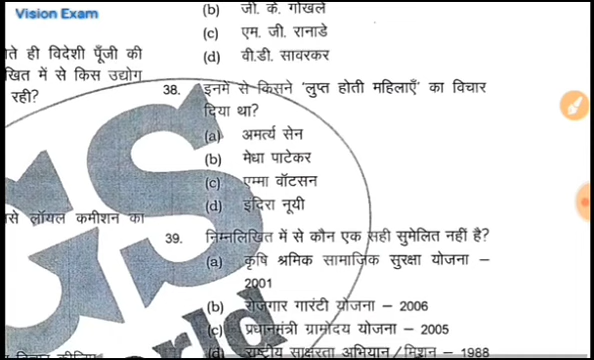 Vision Exam
ते ही विदेशी पूँजी की
खित में से किस उद्योग
रही?
से लॉयल कमीशन का
(b) जी. के. गोखले
(c) एम. जी. रानाडे
(d) वी.डी. सावरकर
38. इनमें से किसने 'लुप्त होती महिलाएँ' का विचार
दिया था?
(a) अमर्त्य सेन
(b) मेधा पाटेकर
(c) एम्मा वॉटसन
(d) इंदिरा नूयी
39. निम्नलिखित में से कौन एक सही सुमेलित नहीं है?
(a) कृषि श्रमिक सामाजिक सुरक्षा योजना –
2001
(b) रोजगार गारंटी योजना – 2006
(c) प्रधानमंत्री ग्रामोदय योजना – 2005
(d) राष्ट्रीय साक्षरता अभियान/मिशन – 1988